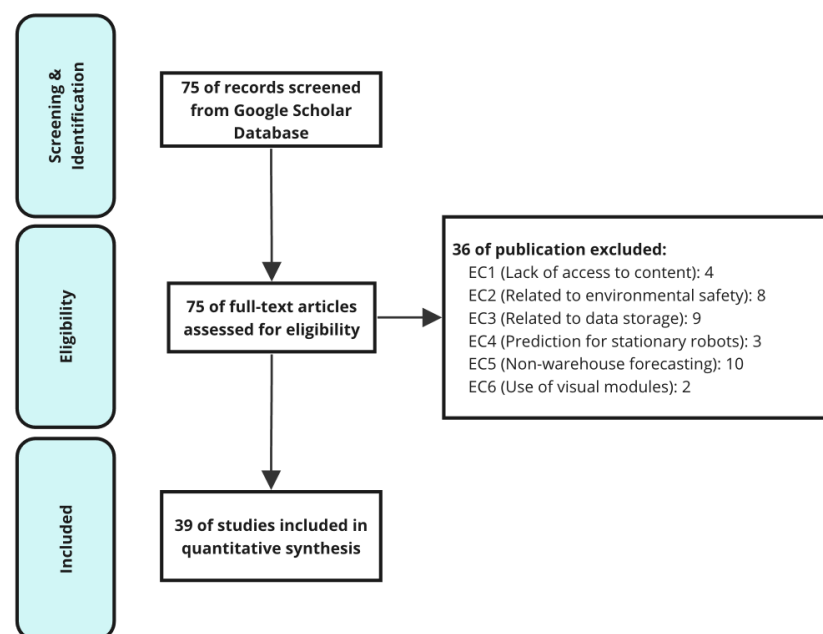 Screening &
Identification
75 of records screened
from Google Scholar
Database
Eligibility
75 of full-text articles
assessed for eligibility
36 of publication excluded:
EC1 (Lack of access to content): 4
EC2 (Related to environmental safety): 8
EC3 (Related to data storage): 9
EC4 (Prediction for stationary robots): 3
EC5 (Non-warehouse forecasting): 10
EC6 (Use of visual modules): 2
Included
39 of studies included in
quantitative synthesis